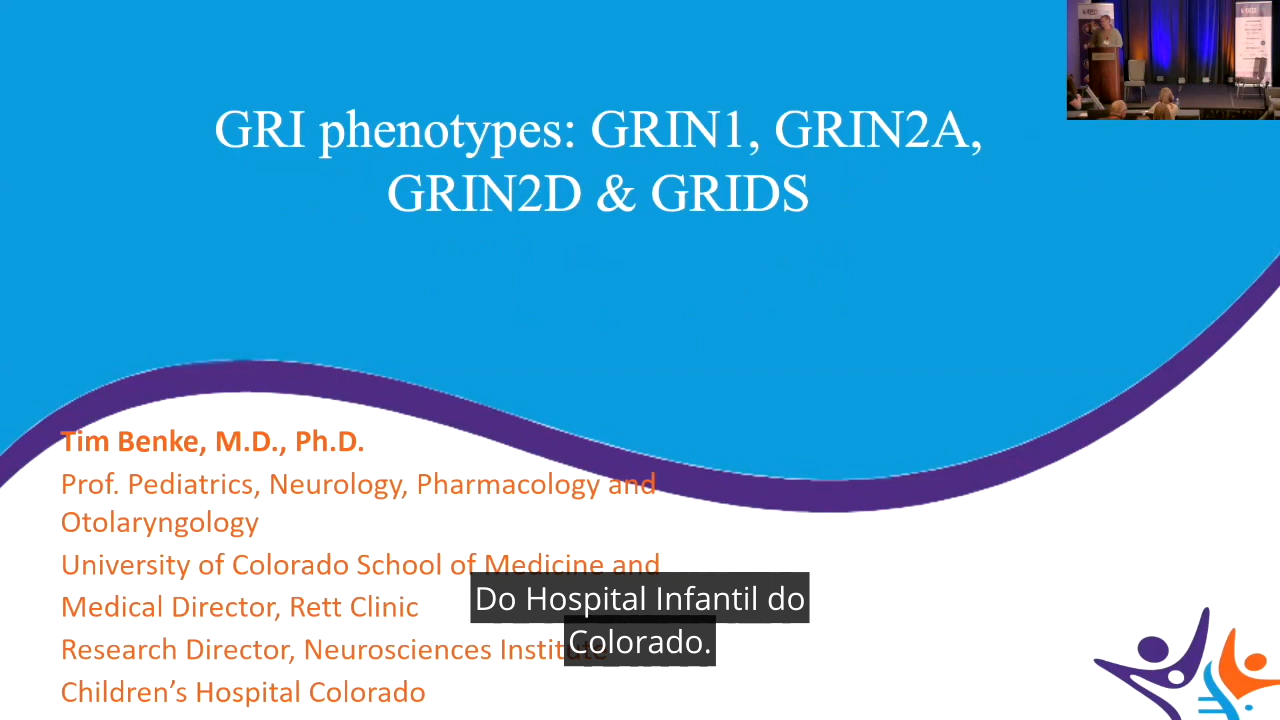 GRI phenotypes: GRIN1, GRIN2A,
GRIN2D & GRIDS
Tim Benke, M.D., Ph.D.
Prof. Pediatrics, Neurology, Pharmacology and
Otolaryngology
University of Colorado School of Medicine and
Medical Director, Rett Clinic
Research Director, Neurosciences Institute
Children’s Hospital Colorado
Do Hospital Infantil do
Colorado.